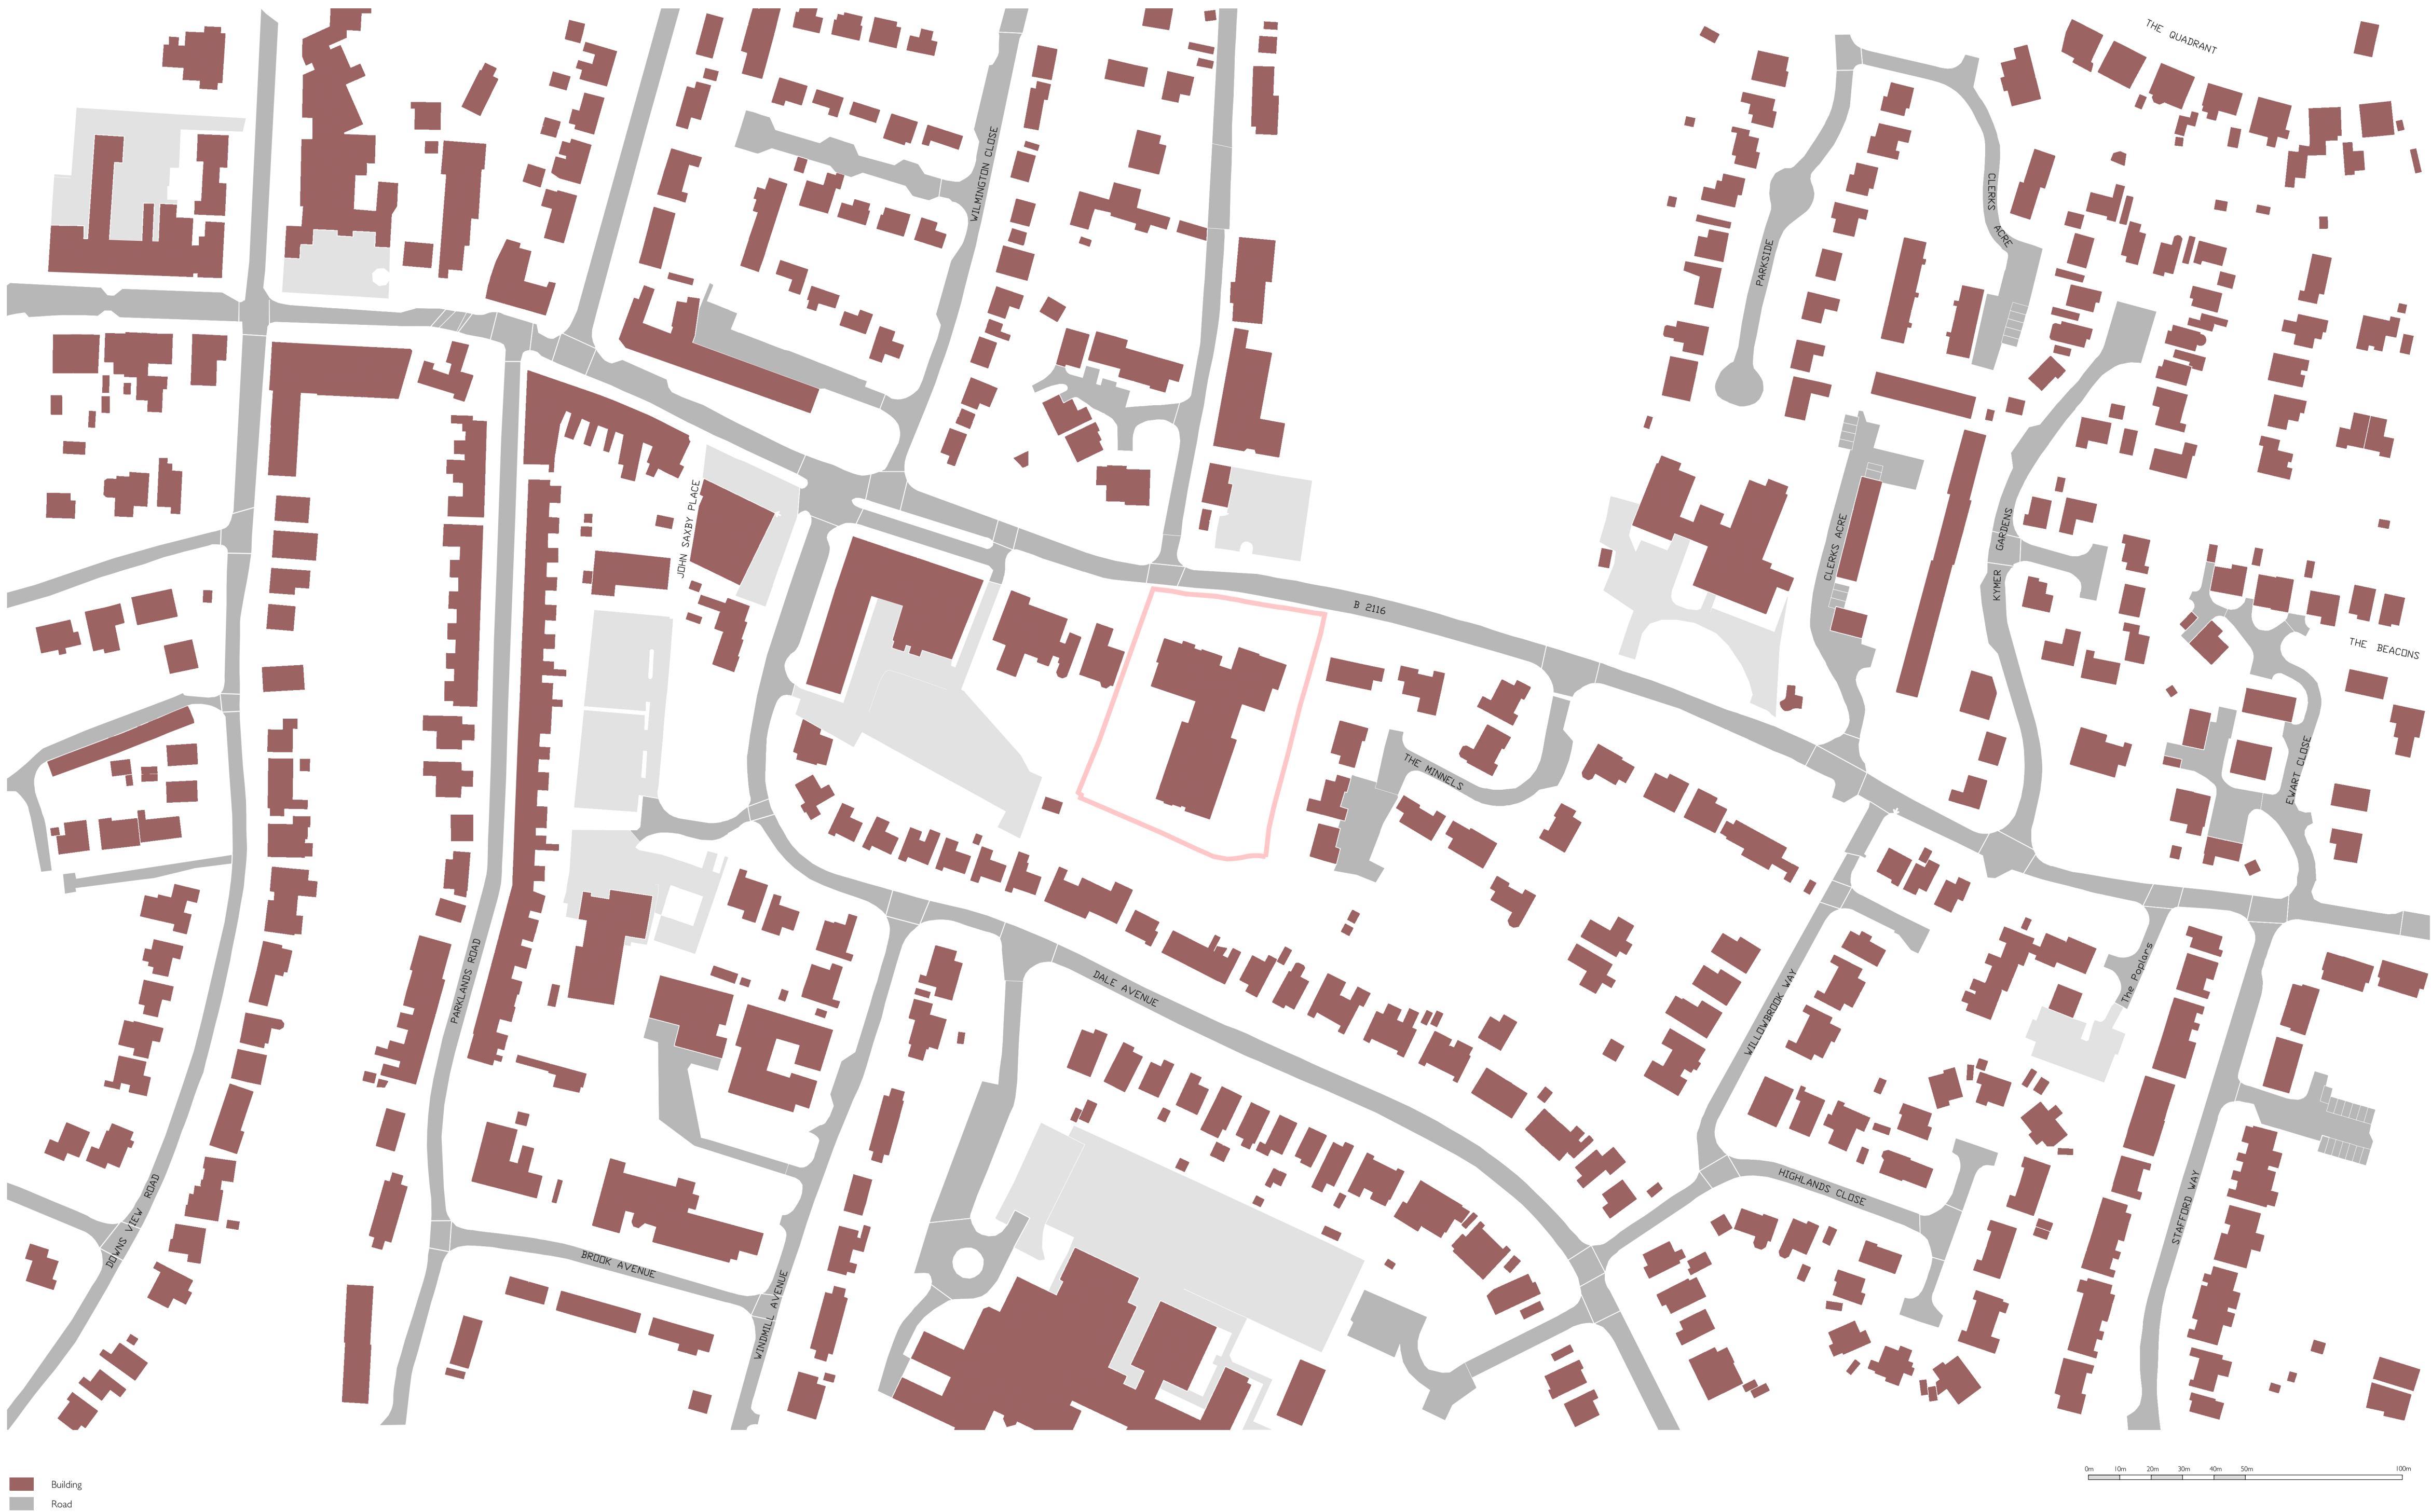 THE QUADRANT
WILMINGTON CLOSE
CLERKS
ACRE
PARKSIDE
JOHN SAXBY PLACE
CLERKS ACRE
KYMER GARDENS
B 2116
THE BEACONS
THE MINNELS
EWART CLOSE
PARKLANDS ROAD
DALE AVENUE
WILLOWBROOK WAY
The Poplars
DOWNS VIEW ROAD
HIGHLANDS CLOSE
STAFFORD WAY
BROOK AVENUE
WINDMILL AVENUE
0m 10m 20m 30m 40m 50m 100m
Building
Road